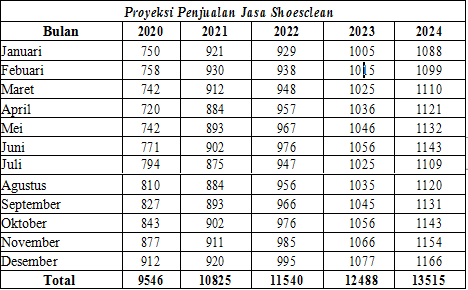 Proyeksi Penjualan Jasa Shoesclean
Bulan 2020 2021 2022 2023 2024
Januari 750 921 929 1005 1088
Febuari 758 930 938 1015 1099
Maret 742 912 948 1025 1110
April 720 884 957 1036 1121
Mei 742 893 967 1046 1132
Juni 771 902 976 1056 1143
Juli 794 875 947 1025 1109
Agustus 810 884 956 1035 1120
September 827 893 966 1045 1131
Oktober 843 902 976 1056 1143
November 877 911 985 1066 1154
Desember 912 920 995 1077 1166
Total 9546 10825 11540 12488 13515